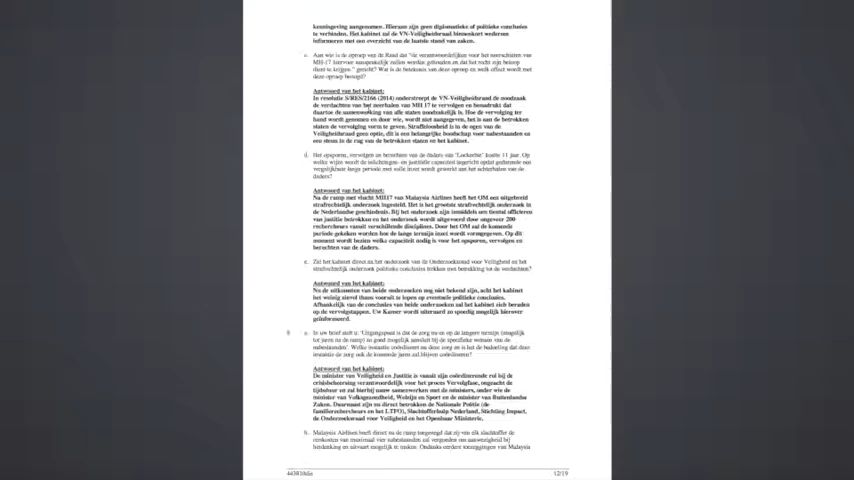 kennisgeving aangenomen. Hieraan zijn geen diplomatieke of politieke conclusies
te verbinden. Het kabinet zal de VN-Veiligheidsraad binnenkort wederom
informeren met een overzicht van de laatste stand van zaken.
c. Aan wie is de oproep van de Raad dat "de verantwoordelijken voor het neerschieten van
MH-17 hiervoor aansprakelijk zullen worden gehouden en dat het recht zijn beloop
dient te krijgen." gericht? Wat is de betekenis van deze oproep en welk effect wordt met
deze oproep beoogd?
Antwoord van het kabinet:
In resolutie S/RES/2166 (2014) onderstreept de VN-Veiligheidsraad de noodzaak
de verdachten van het neerhalen van MH 17 te vervolgen en benadrukt dat
daartoe de samenwerking van alle staten noodzakelijk is. Hoe de vervolging ter
hand wordt genomen en door wie, wordt niet aangegeven, het is aan de betrokken
staten de vervolging vorm te geven. Straffeloosheid is in de ogen van de
Veiligheidsraad geen optie, dit is een belangrijke boodschap voor nabestaanden en
een steun in de rug van de betrokken staten en het kabinet.
d. Het opsporen, vervolgen en berechten van de daders van 'Lockerbie' duurde 11 jaar. Op
welke wijze wordt de inlichtingen- en justitiële capaciteit ingericht opdat gedurende een
vergelijkbare lange periode met volle inzet wordt gewerkt aan het achterhalen van de
daders?
Antwoord van het kabinet:
Na de ramp met vlucht MH17 van Malaysia Airlines heeft het OM een uitgebreid
strafrechtelijk onderzoek ingesteld. Het is het grootste strafrechtelijk onderzoek in
de Nederlandse geschiedenis. Bij het onderzoek zijn inmiddels een tiental officieren
van justitie betrokken en het onderzoek wordt uitgevoerd door ongeveer 200
rechercheurs vanuit verschillende disciplines. Door het OM zal de komende
periode gekeken worden hoe de lange termijn inzet wordt vormgegeven. Op dit
moment wordt bezien welke capaciteit nodig is voor het opsporen, vervolgen en
berechten van de daders.
e. Zal het kabinet direct na het onderzoek van de Onderzoeksraad voor Veiligheid en het
strafrechtelijk onderzoek politieke conclusies trekken met betrekking tot de verdachten?
Antwoord van het kabinet:
Nu de uitkomsten van beide onderzoeken nog niet bekend zijn, acht het kabinet
het weinig zinvol thans vooruit te lopen op eventuele politieke conclusies.
Afhankelijk van de conclusies van beide onderzoeken zal het kabinet zich beraden
op de vervolgstappen. Uw Kamer wordt uiteraard zo spoedig mogelijk hierover
geïnformeerd.
a. In uw brief stelt u: 'Uitgangspunt is dat de zorg nu en op de langere termijn (mogelijk
tot jaren na de ramp) zo goed mogelijk aansluit bij de specifieke wensen van de
nabestaanden'. Welke instantie coördineert nu deze zorg en is het de bedoeling dat deze
instantie de zorg ook de komende jaren zal blijven coördineren?
Antwoord van het kabinet:
De minister van Veiligheid en Justitie is vanuit zijn coördinerende rol bij de
crisisbeheersing verantwoordelijk voor het proces Vervolgfase, ongeacht de
tijdsduur en zal hierbij nauw samenwerken met de ministers, onder wie de
minister van Volksgezondheid, Welzijn en Sport en de minister van Buitenlandse
Zaken. Daarnaast zijn nu direct betrokken de Nationale Politie (de
familierechercheurs en het LTFO), Slachtofferhulp Nederland, Stichting Impact,
de Onderzoeksraad voor Veiligheid en het Openbaar Ministerie.
b. Malaysia Airlines heeft direct na de ramp toegezegd dat zij van elk slachtoffer de
reiskosten van maximaal vier nabestaanden zal vergoeden om aanwezigheid bij
herdenking en uitvaart mogelijk te maken. Ondanks eerdere toezeggingen van Malaysia
12/19